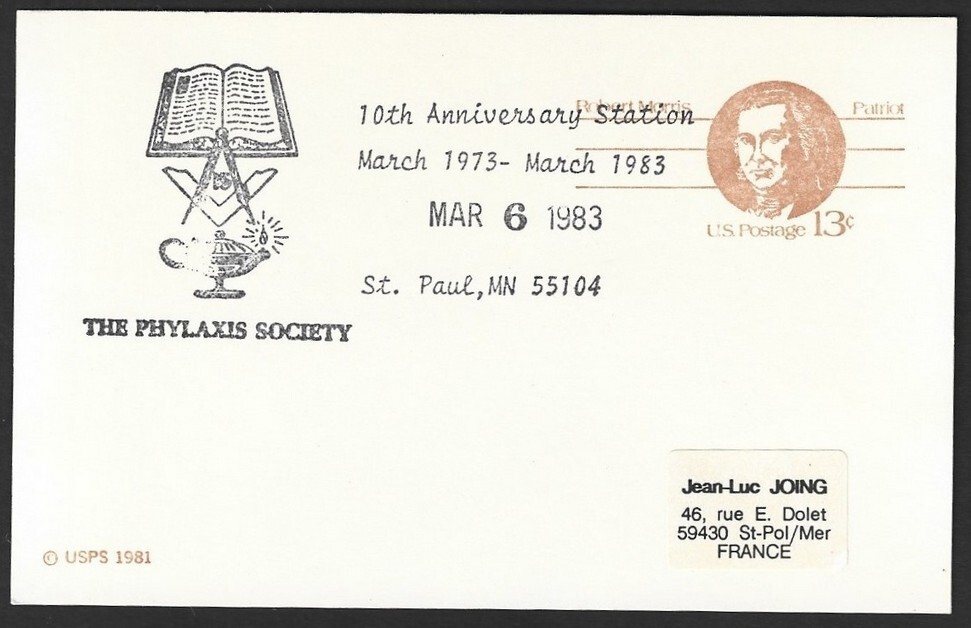 Robert Morris
Patriot
10th Anniversary Station
March 1973- March 1983
MAR 6 1983
St. Paul, MN 55104
U.S. Postage 13¢
THE PHYLAXIS SOCIETY
Jean-Luc JOING
46, rue E. Dolet
59430 St-Pol/Mer
FRANCE
© USPS 1981